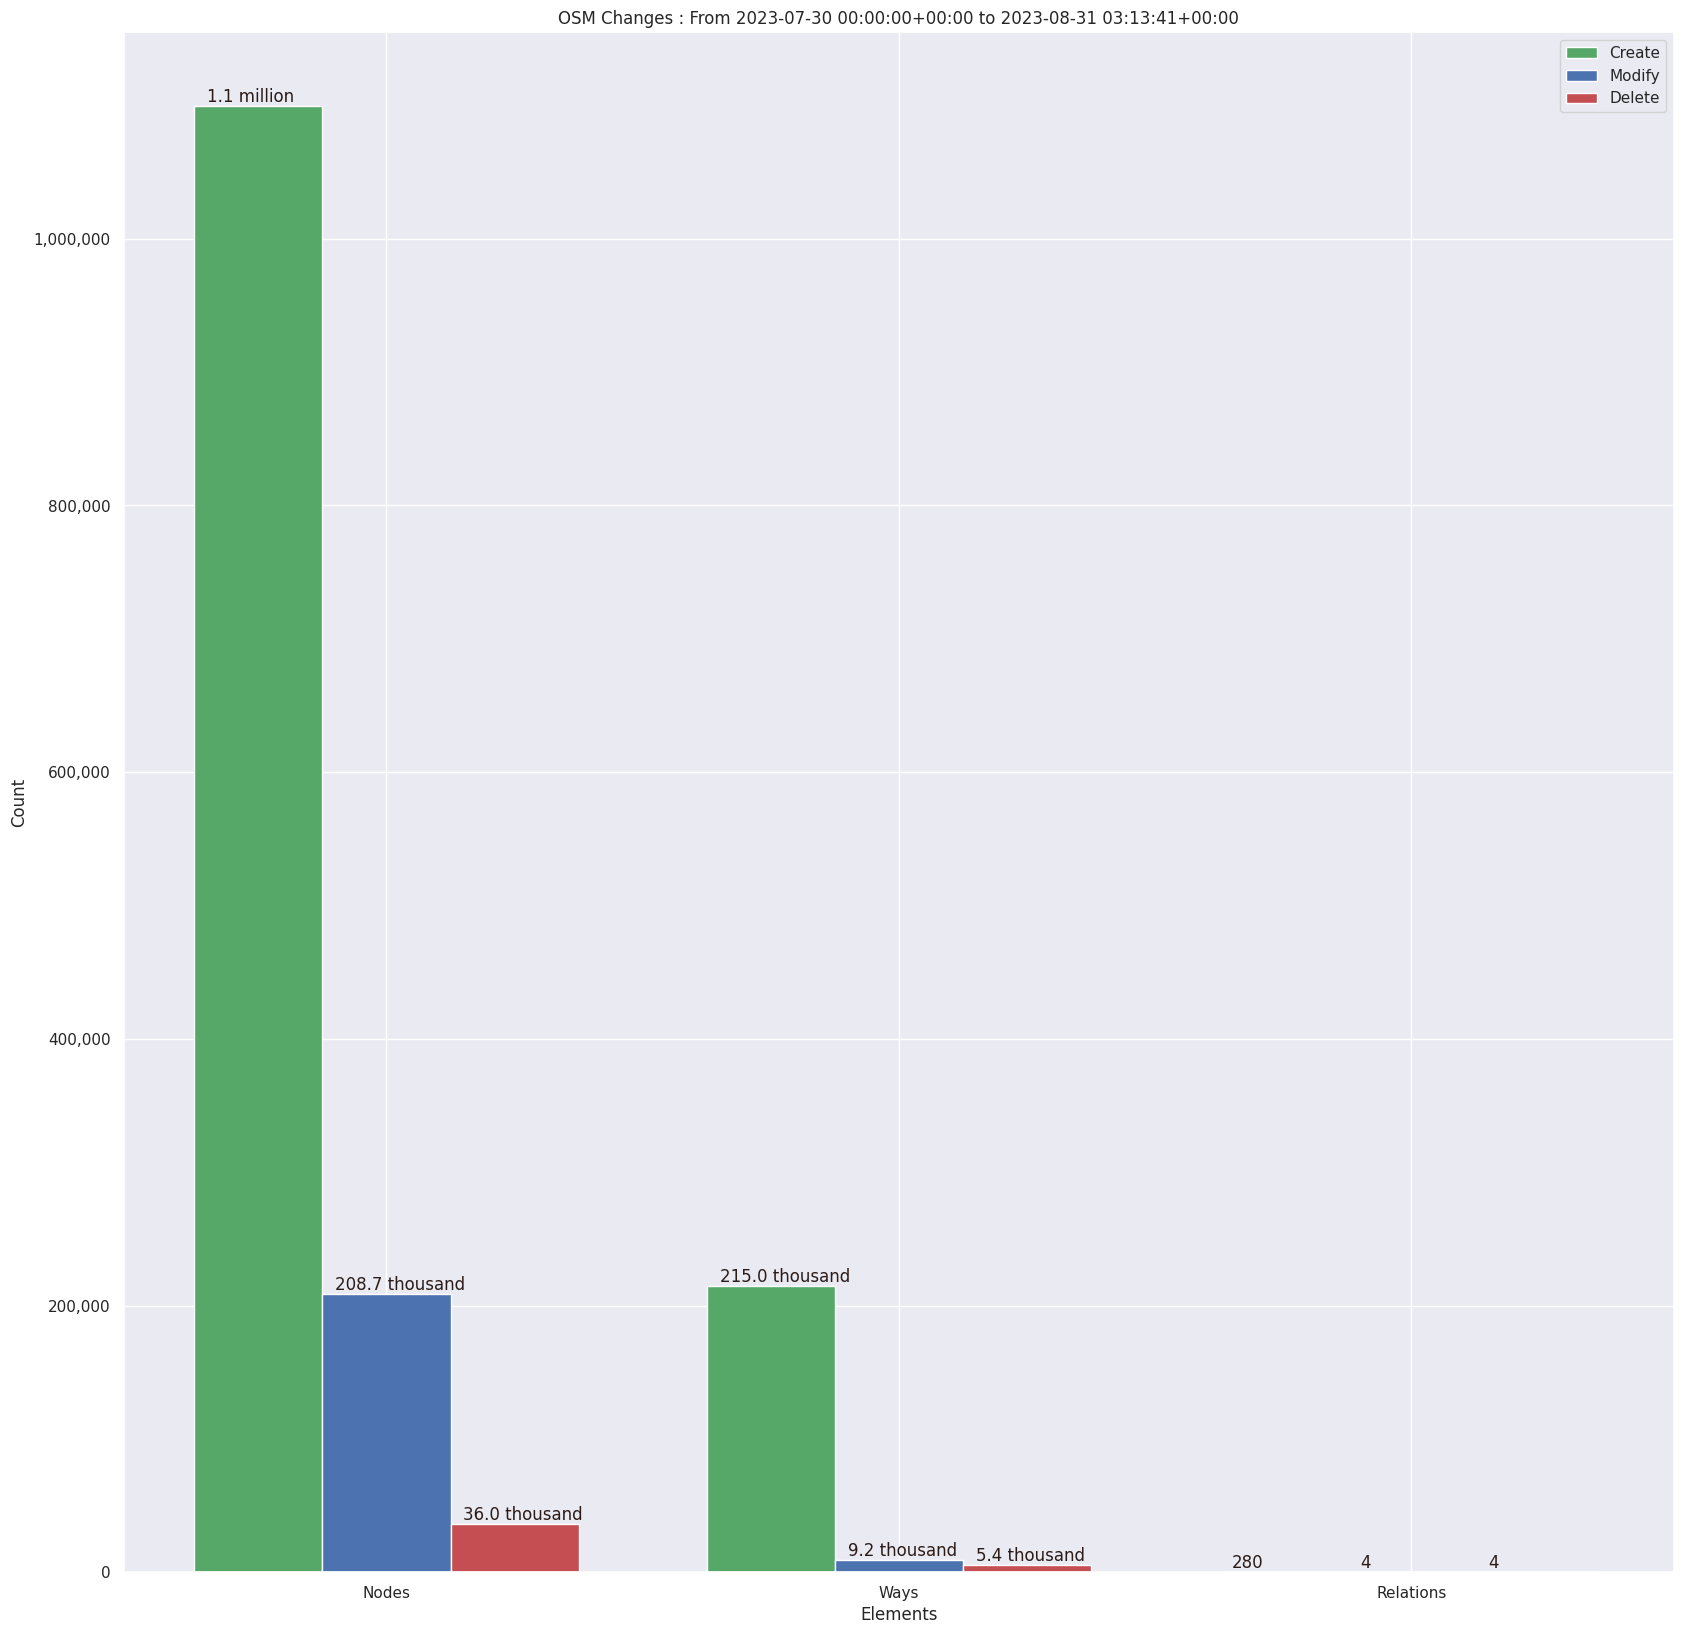 OSM Changes : From 2023-07-30 00:00:00+00:00 to 2023-08-31 03:13:41+00:00
Create
Modify
Delete
1.1 million
1,000,000
800,000
600,000
Count
400,000
208.7 thousand
215.0 thousand
200,000
36.0 thousand
9.2 thousand
5.4 thousand
280
4
4
0
Nodes
Ways
Relations
Elements